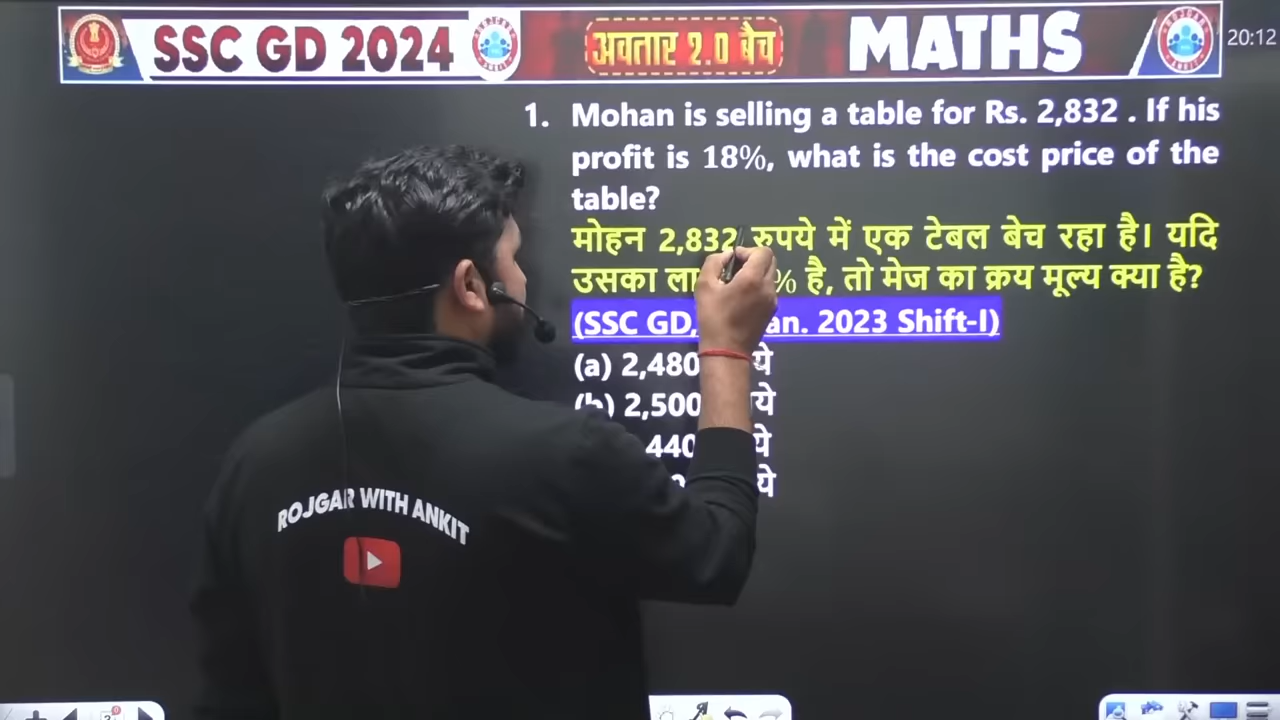 SSC GD 2024
अवतार 2.0 बैच
MATHS
20:12
1. Mohan is selling a table for Rs. 2,832 . If his
profit is 18%, what is the cost price of the
table?
मोहन 2,832 रुपये में एक टेबल बेच रहा है। यदि
उसका % है, तो मेज का क्रय मूल्य क्या है?
(SSC GD, 2023 Shift-I)
(a) 2,480
(b) 2,500
440
ROJGAR WITH ANKIT